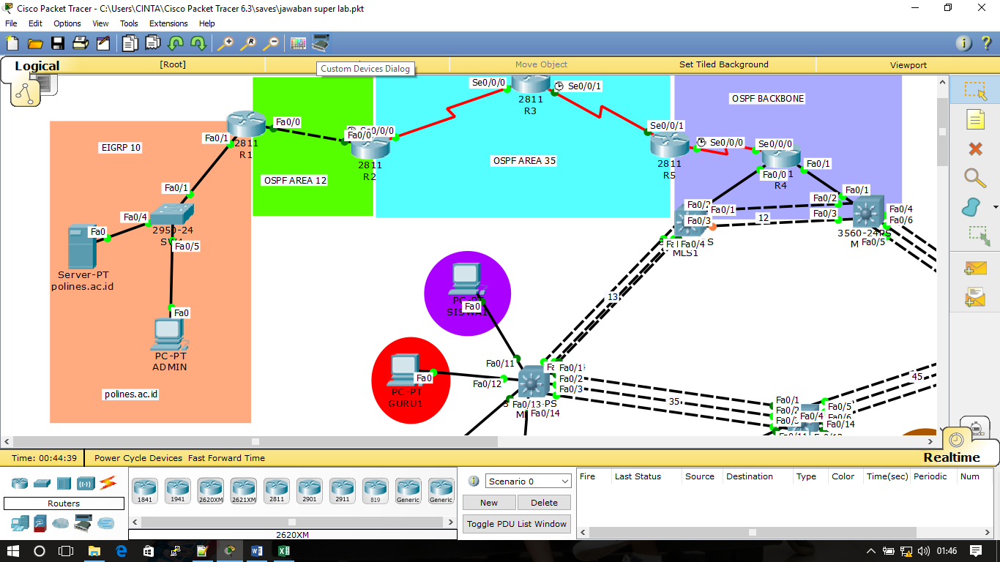 Cisco Packet Tracer - C:\Users\CINTA\Cisco Packet Tracer 6.3\saves\jawaban super lab.pkt
File Edit Options View Tools Extensions Help
Logical
[Root]
Move Object
Set Tiled Background
Viewport
Custom Devices Dialog
Se0/0/0
2811
R3
Se0/0/1
OSPF BACKBONE
EIGRP 10
Fa0/1
2811
R1
Fa0/0
Fa0/0
0/0/0
2811
R2
OSPF AREA 12
OSPF AREA 35
Se0/0/1
2811
R5
Se0/0/0
Se0/0/0
Fa0/0
1
R4
Fa0/1
Fa0/1
Fa0/4
2950-24
Fa0/5
Fa0
Server-PT
polines.ac.id
Fa0
PC-PT
ADMIN
polines.ac.id
Fa0/2
Fa0/1
Fa0/3
Fa0/4
MLS1
12
Fa0/1
Fa0/2
Fa0/3
Fa0/4
Fa0/6
3560-24PS
Fa0/5
13
PC-PT
SISWA1
Fa0
Fa0/11
Fa0/12
Fa0
PC-PT
GURU1
Fa0/1
Fa0/2
Fa0/3
PS
Fa0/13
Fa0/14
35
45
Fa0/1
Fa0/2
Fa0/4
Fa0/5
Fa0/6
Fa0/14
Time: 00:44:39
Power Cycle Devices Fast Forward Time
Realtime
Routers
1841
1941
2620XM
2621XM
2811
2901
2911
819
Generic
Generic
2620XM
Scenario 0
New
Delete
Toggle PDU List Window
Fire Last Status Source Destination Type Color Time(sec) Periodic Num
01:46